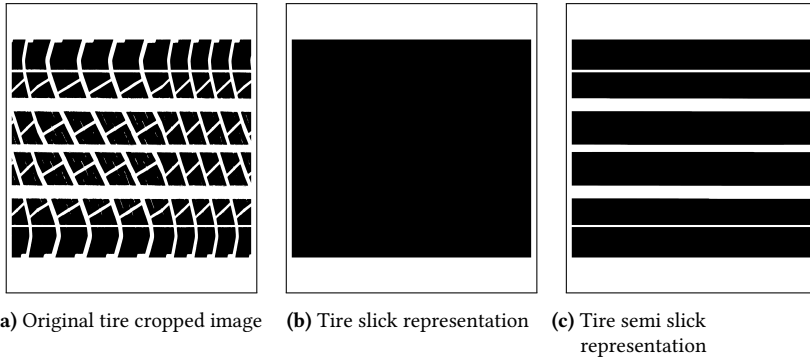 a) Original tire cropped image (b) Tire slick representation (c) Tire semi slick
representation